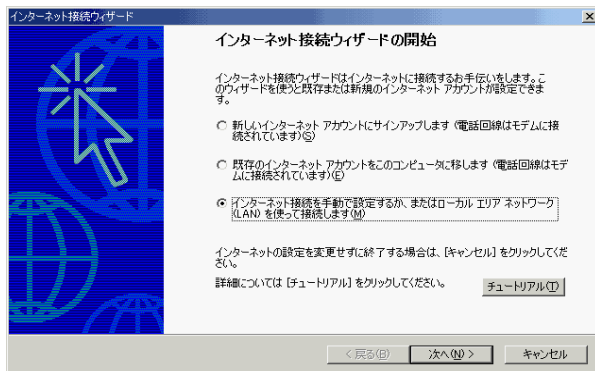 インターネット接続ウィザード
インターネット接続ウィザードの開始
インターネット接続ウィザードはインターネットに接続するお手伝いをします。こ
のウィザードを使うと既存または新規のインターネット アカウントが設定できま
す。
新しいインターネット アカウントにサインアップします (電話回線はモデムに接
続されています)(S)
既存のインターネット アカウントをこのコンピュータに移します (電話回線はモデ
ムに接続されています)(E)
インターネット接続を手動で設定するか、またはローカル エリア ネットワーク
(LAN) を使って接続します(M)
インターネットの設定を変更せずに終了する場合は、[キャンセル] をクリックしてくだ
さい。
詳細については [チュートリアル] をクリックしてください。
チュートリアル(T)
< 戻る(B)
次へ(N) >
キャンセル